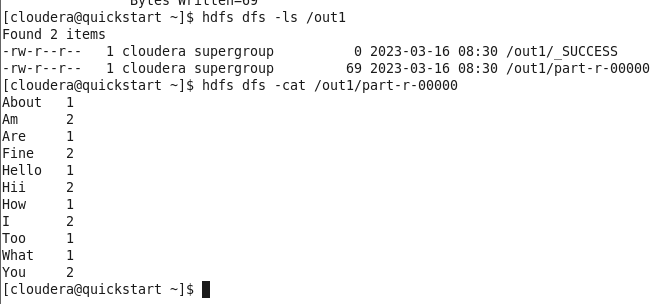 Bytes Written=69
[cloudera@quickstart ~]$ hdfs dfs -ls /out1
Found 2 items
-rw-r--r--   1 cloudera supergroup          0 2023-03-16 08:30 /out1/_SUCCESS
-rw-r--r--   1 cloudera supergroup         69 2023-03-16 08:30 /out1/part-r-00000
[cloudera@quickstart ~]$ hdfs dfs -cat /out1/part-r-00000
About	1
Am	2
Are	1
Fine	2
Hello	1
Hii	2
How	1
I	2
Too	1
What	1
You	2
[cloudera@quickstart ~]$